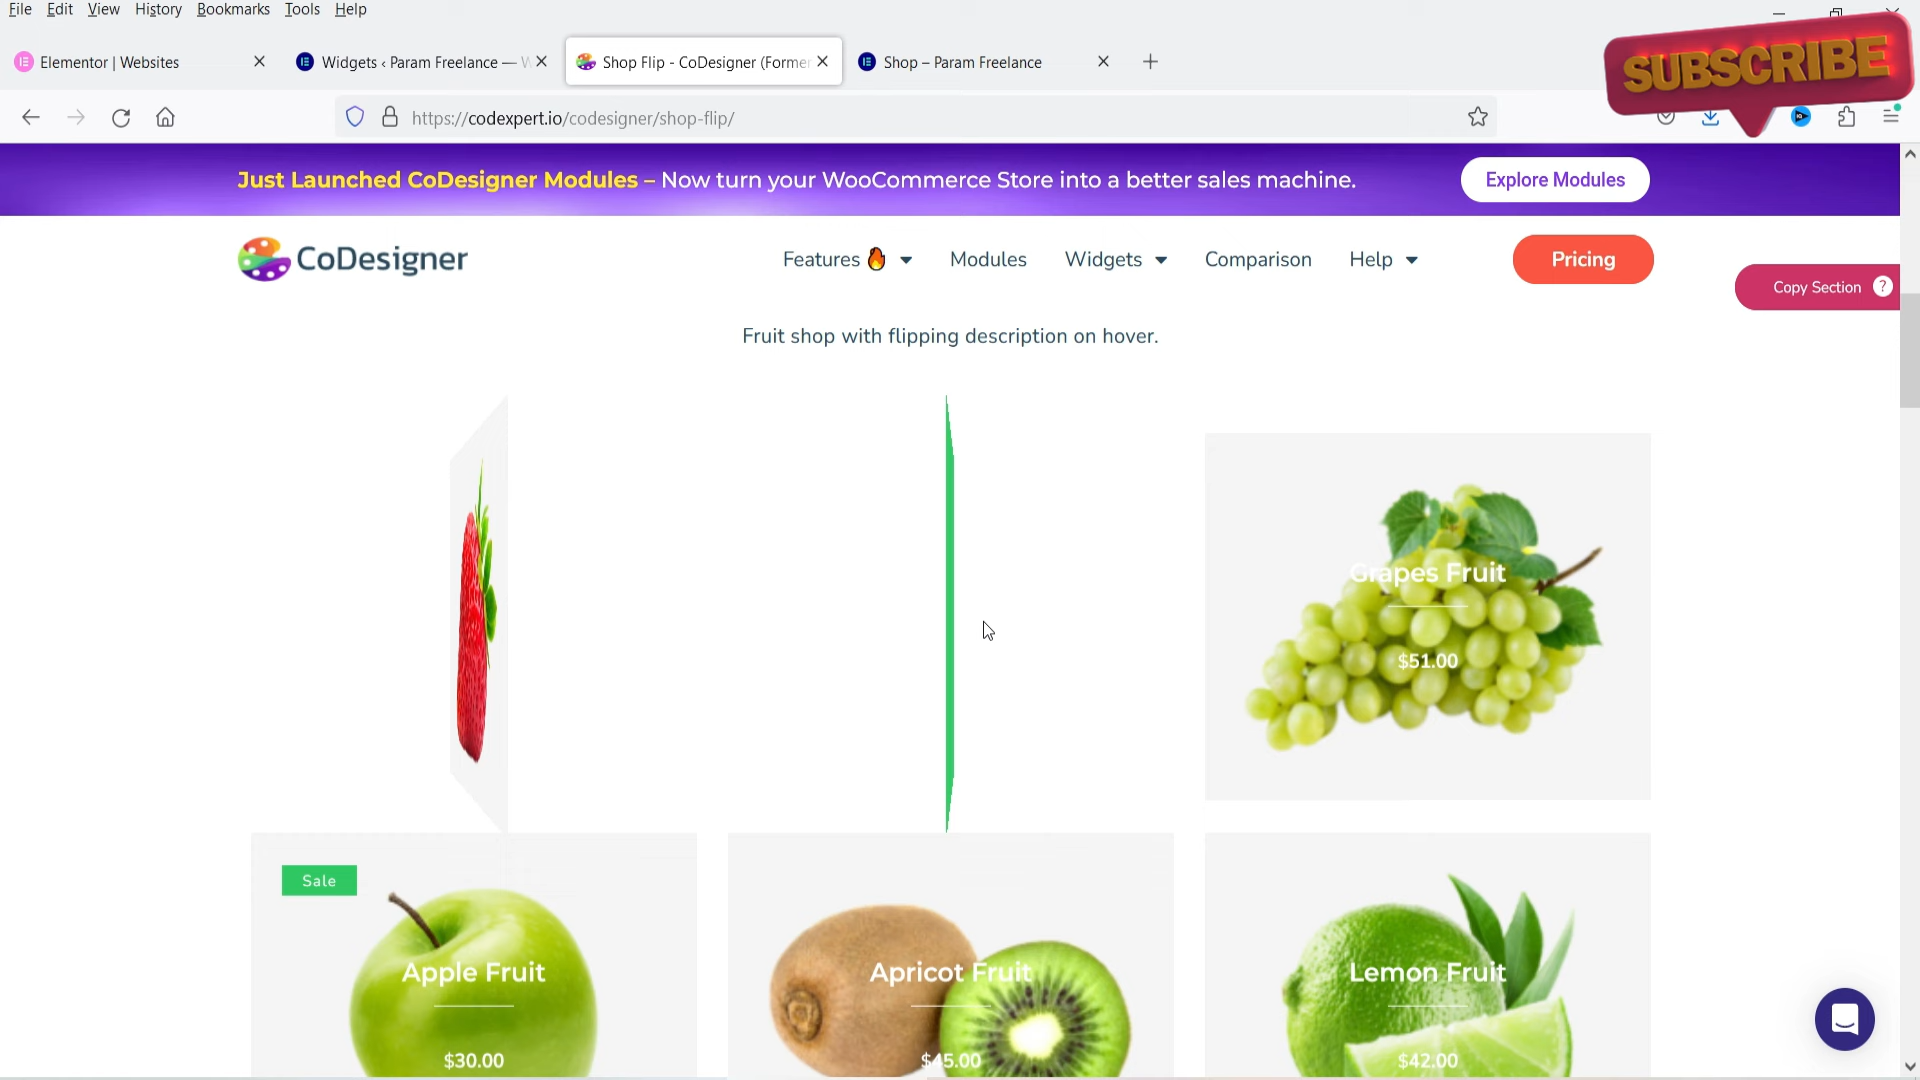 File Edit View History Bookmarks Tools Help
Elementor | Websites
Widgets ‹ Param Freelance — W
Shop Flip - CoDesigner (Former
Shop – Param Freelance
SUBSCRIBE
https://codexpert.io/codesigner/shop-flip/
Just Launched CoDesigner Modules – Now turn your WooCommerce Store into a better sales machine.
Explore Modules
CoDesigner
Features
Modules
Widgets
Comparison
Help
Pricing
Copy Section ?
Fruit shop with flipping description on hover.
Grapes Fruit
$51.00
Sale
Apple Fruit
$30.00
Apricot Fruit
$45.00
Lemon Fruit
$42.00